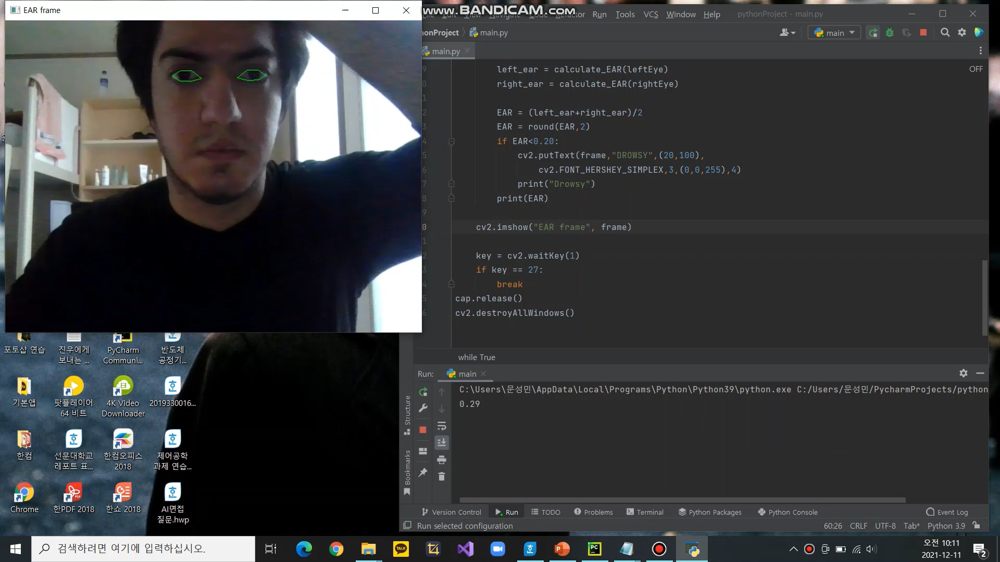 EAR frame
www.BANDICAM.com
File Edit View Navigate Code Refactor Run Tools VCS Window Help pythonProject - main.py
honProject main.py
main
main.py
OFF
left_ear = calculate_EAR(leftEye)
right_ear = calculate_EAR(rightEye)
EAR = (left_ear+right_ear)/2
EAR = round(EAR,2)
if EAR<0.20:
cv2.putText(frame,"DROWSY",(20,100),
cv2.FONT_HERSHEY_SIMPLEX,3,(0,0,255),4)
print("Drowsy")
print(EAR)
cv2.imshow("EAR frame", frame)
key = cv2.waitKey(1)
if key == 27:
break
cap.release()
cv2.destroyAllWindows()
while True
Run: main
C:\Users\문성민\AppData\Local\Programs\Python\Python39\python.exe C:/Users/문성민/PycharmProjects/python
0.29
Structure
Bookmarks
포토샵 연습
진우에게
보내는 ...
PyCharm
Communi...
반도체
공정기...
기본앱
팟플레이어
64 비트
4K Video
Downloader
2019330016...
한컴
선문대학교
레포트 표...
한컴오피스
2018
제어공학
과제 연습...
Chrome
한PDF 2018
한쇼 2018
AI면접
질문.hwp
Version Control Run TODO Problems Terminal Python Packages Python Console Event Log
Run selected configuration 60:26 CRLF UTF-8 Tab* Python 3.9
검색하려면 여기에 입력하십시오.
TALK
PC
오전 10:11
2021-12-11
2